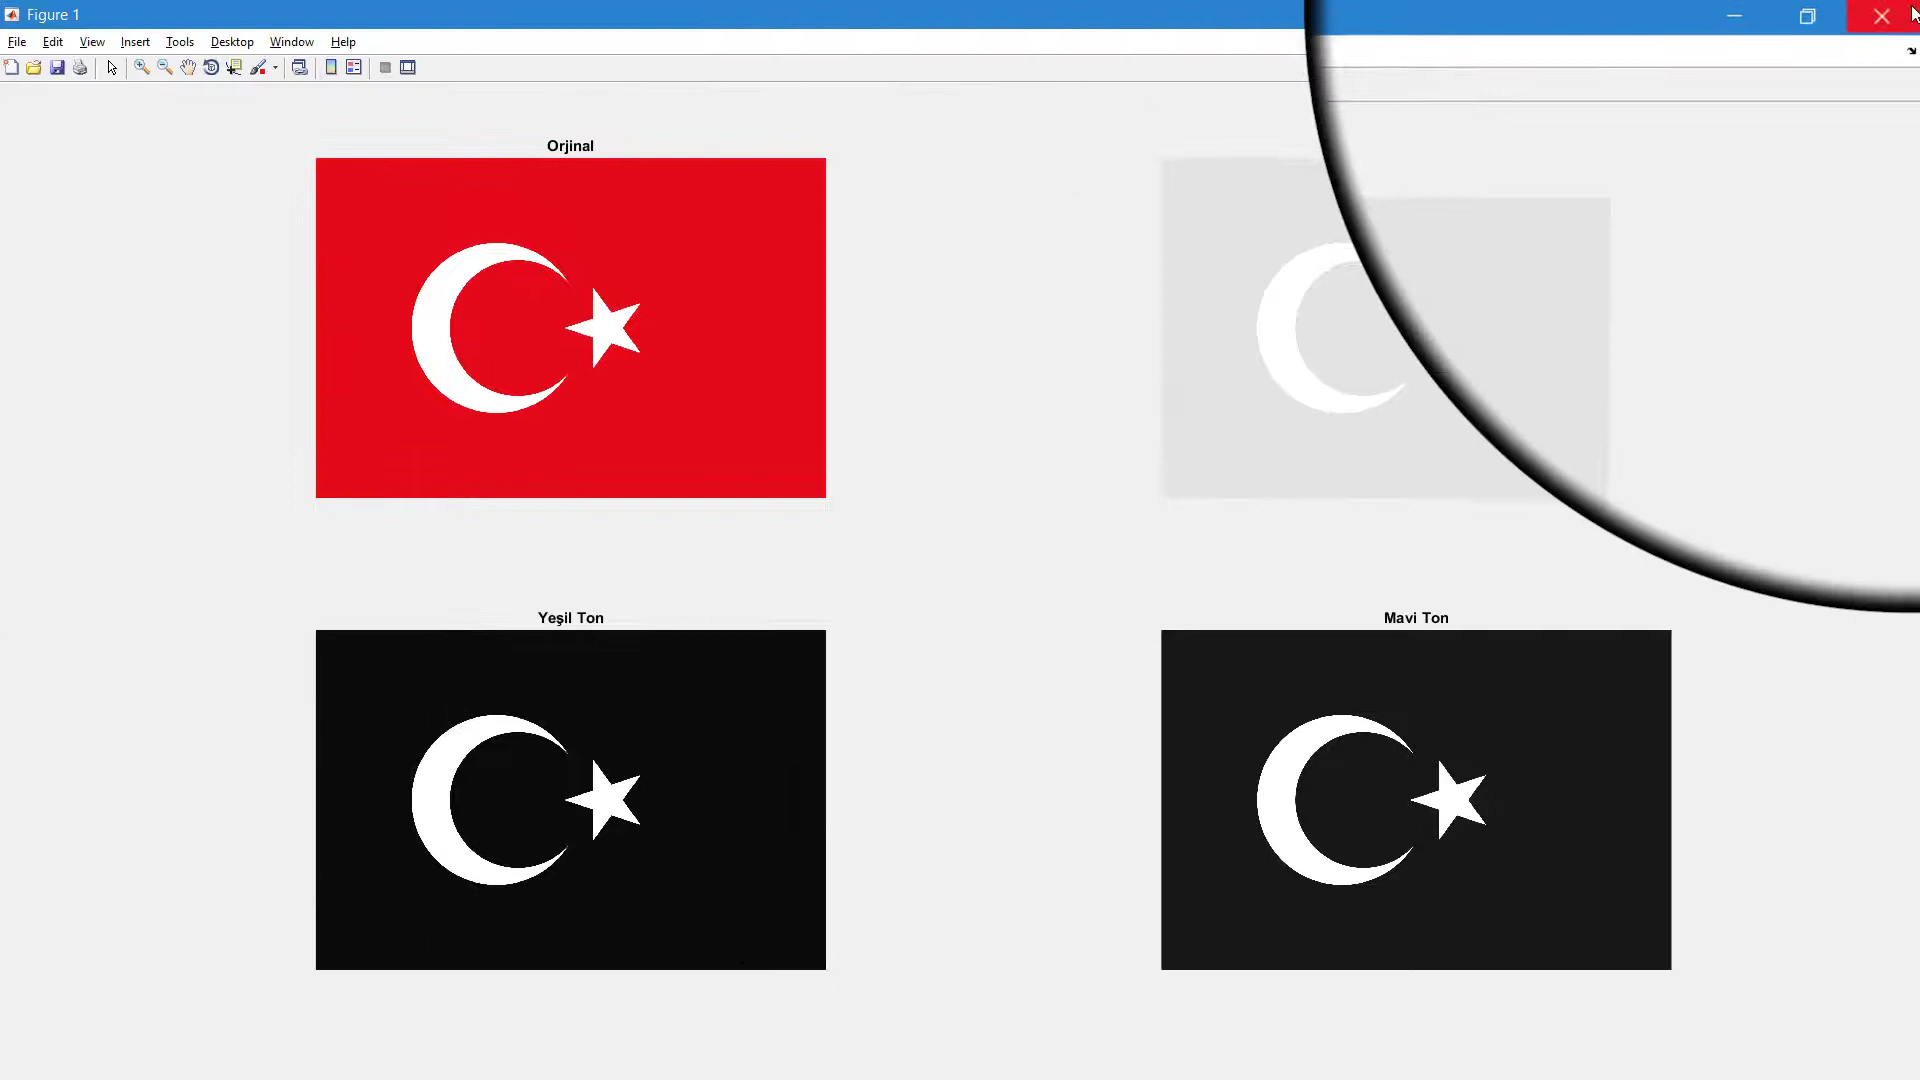 Figure 1
File Edit View Insert Tools Desktop Window Help
Orjinal
Yeşil Ton
Mavi Ton